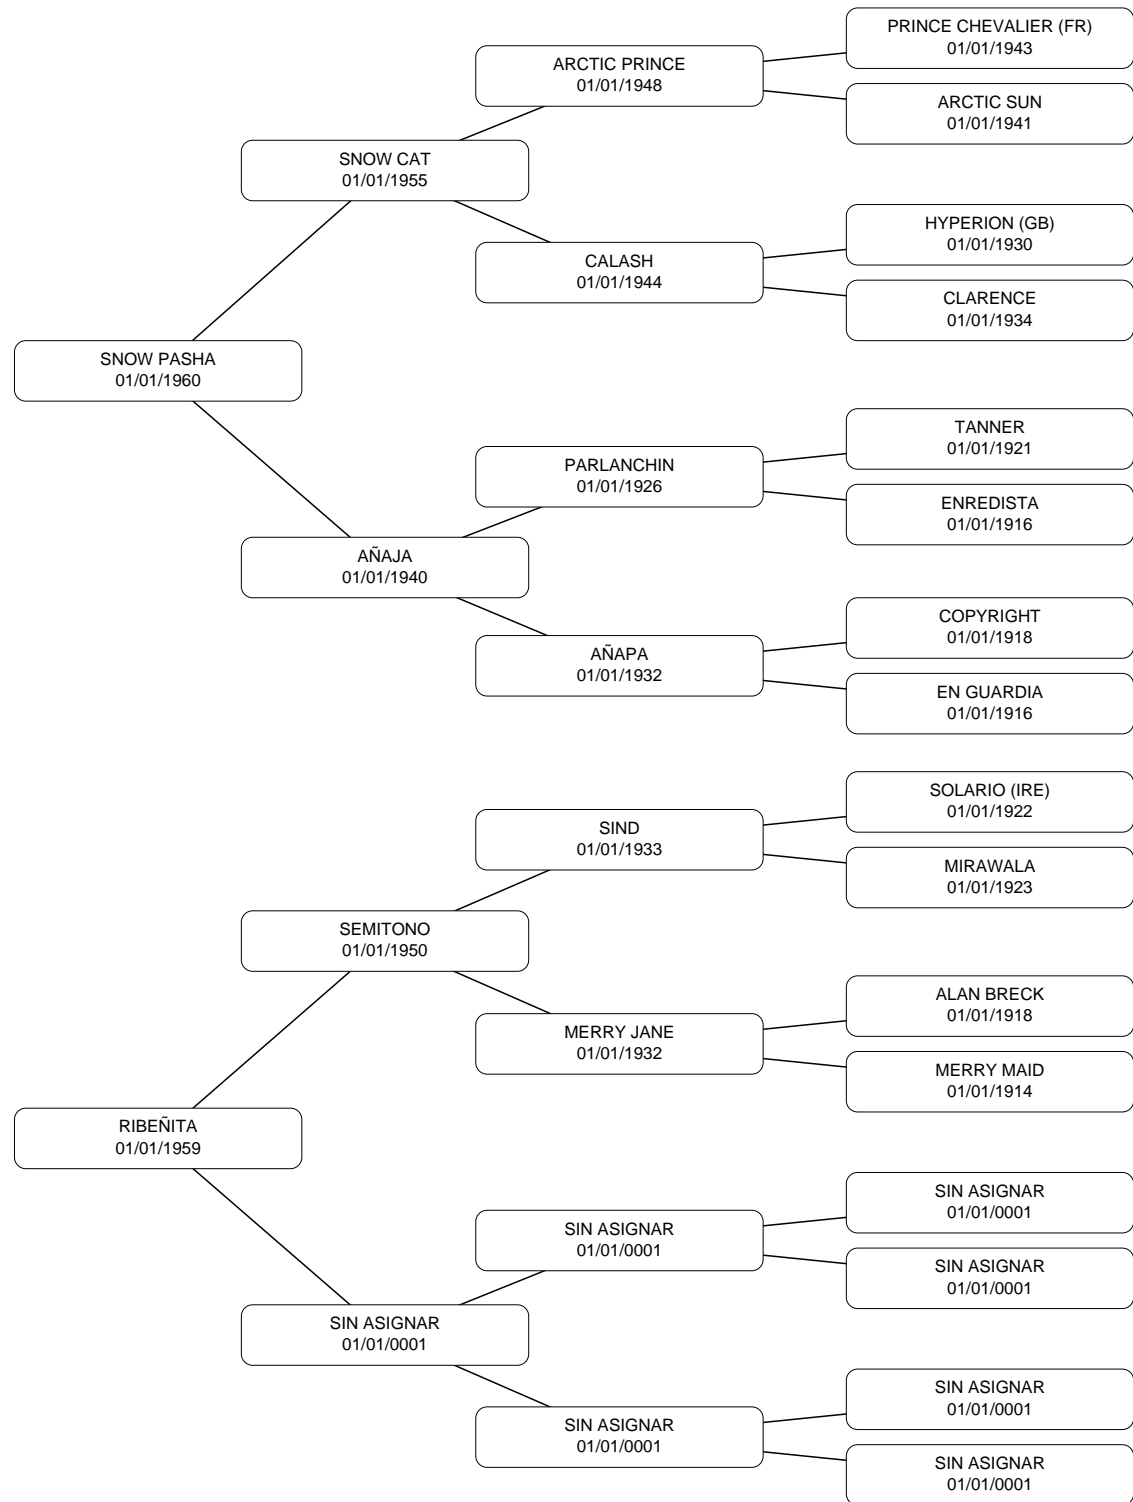 PRINCE CHEVALIER (FR)
01/01/1943
ARCTIC PRINCE
01/01/1948
ARCTIC SUN
01/01/1941
SNOW CAT
01/01/1955
HYPERION (GB)
01/01/1930
CALASH
01/01/1944
CLARENCE
01/01/1934
SNOW PASHA
01/01/1960
TANNER
01/01/1921
PARLANCHIN
01/01/1926
ENREDISTA
01/01/1916
AÑAJA
01/01/1940
COPYRIGHT
01/01/1918
AÑAPA
01/01/1932
EN GUARDIA
01/01/1916
SOLARIO (IRE)
01/01/1922
SIND
01/01/1933
MIRAWALA
01/01/1923
SEMITONO
01/01/1950
ALAN BRECK
01/01/1918
MERRY JANE
01/01/1932
MERRY MAID
01/01/1914
RIBEÑITA
01/01/1959
SIN ASIGNAR
01/01/0001
SIN ASIGNAR
01/01/0001
SIN ASIGNAR
01/01/0001
SIN ASIGNAR
01/01/0001
SIN ASIGNAR
01/01/0001
SIN ASIGNAR
01/01/0001
SIN ASIGNAR
01/01/0001